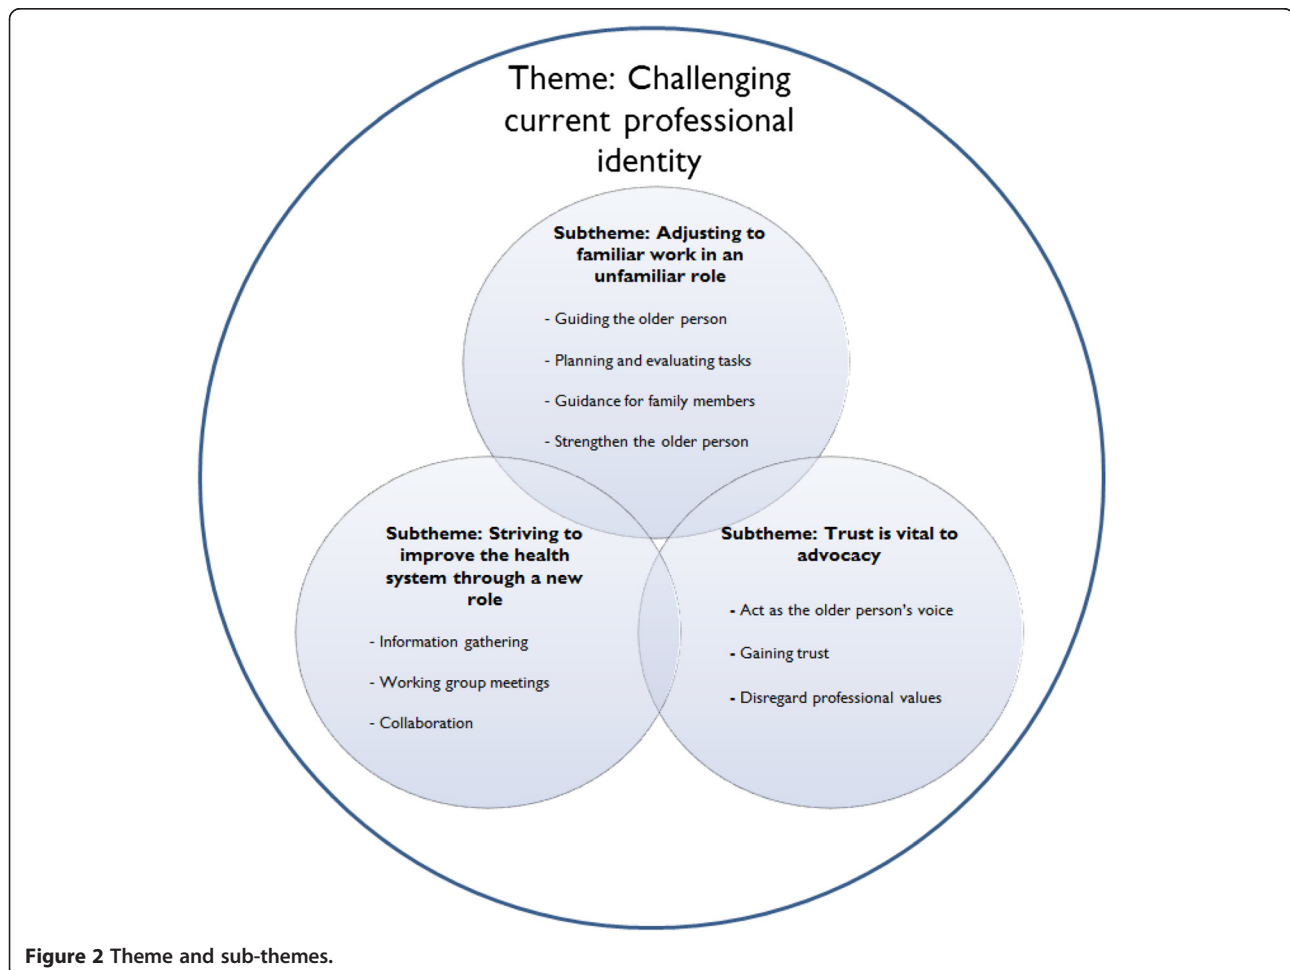 Theme: Challenging
current professional
identity
Subtheme: Adjusting to
familiar work in an
unfamiliar role
- Guiding the older person
- Planning and evaluating tasks
- Guidance for family members
- Strengthen the older person
Subtheme: Striving to
improve the health
system through a new
role
- Information gathering
- Working group meetings
- Collaboration
Subtheme: Trust is vital to
advocacy
- Act as the older person's voice
- Gaining trust
- Disregard professional values
Figure 2 Theme and sub-themes.